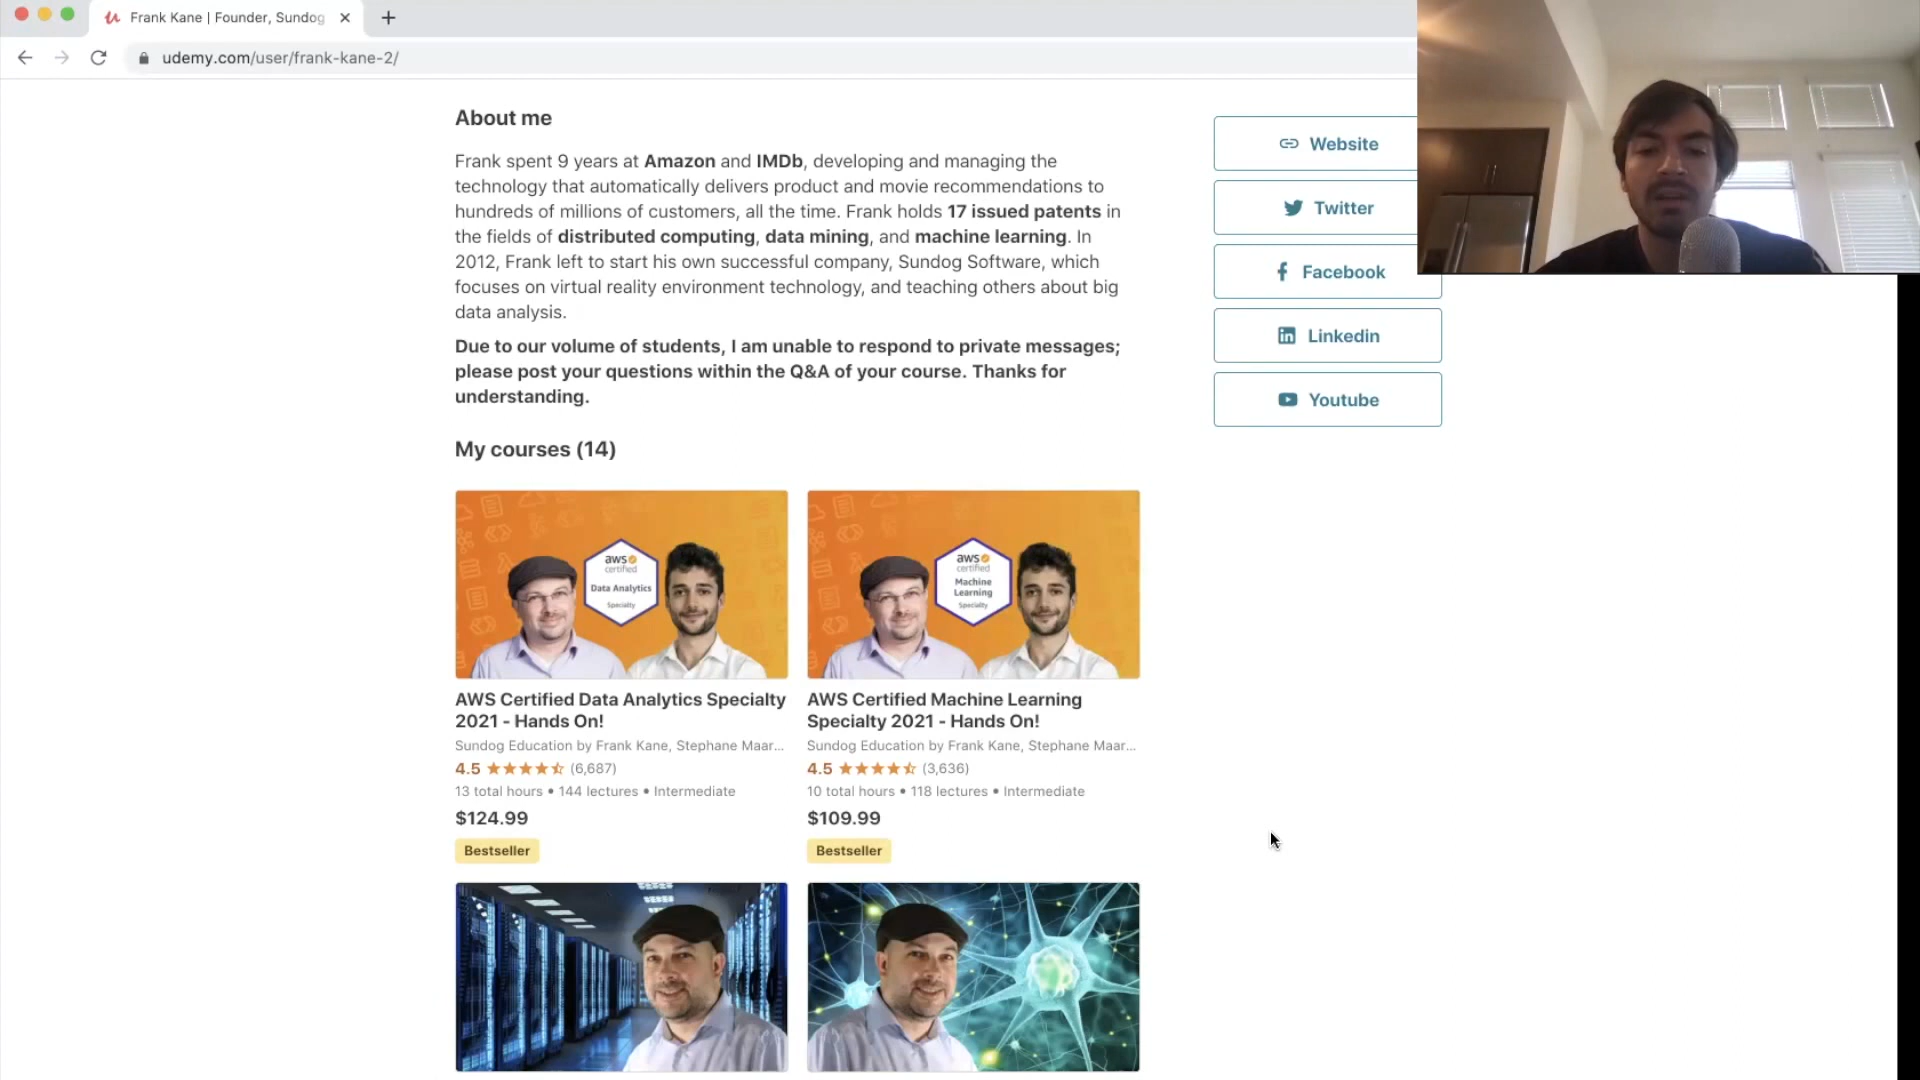 Frank Kane | Founder, Sundog
udemy.com/user/frank-kane-2/
About me
Frank spent 9 years at Amazon and IMDb, developing and managing the
technology that automatically delivers product and movie recommendations to
hundreds of millions of customers, all the time. Frank holds 17 issued patents in
the fields of distributed computing, data mining, and machine learning. In
2012, Frank left to start his own successful company, Sundog Software, which
focuses on virtual reality environment technology, and teaching others about big
data analysis.
Due to our volume of students, I am unable to respond to private messages;
please post your questions within the Q&A of your course. Thanks for
understanding.
Website
Twitter
Facebook
Linkedin
Youtube
My courses (14)
aws
certified
Data Analytics
Specialty
aws
certified
Machine
Learning
Specialty
AWS Certified Data Analytics Specialty
2021 - Hands On!
Sundog Education by Frank Kane, Stephane Maar...
4.5 (6,687)
13 total hours • 144 lectures • Intermediate
$124.99
Bestseller
AWS Certified Machine Learning
Specialty 2021 - Hands On!
Sundog Education by Frank Kane, Stephane Maar...
4.5 (3,636)
10 total hours • 118 lectures • Intermediate
$109.99
Bestseller